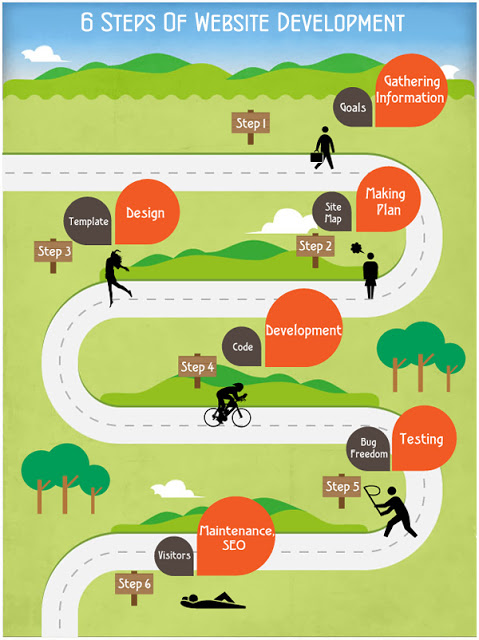 6 Steps Of Website Development
Gathering
Information
Goals
Step 1
Making
Plan
Site
Map
Step 2
Design
Template
Step 3
Development
Code
Step 4
Testing
Bug
Freedom
Step 5
Maintenance,
SEO
Visitors
Step 6